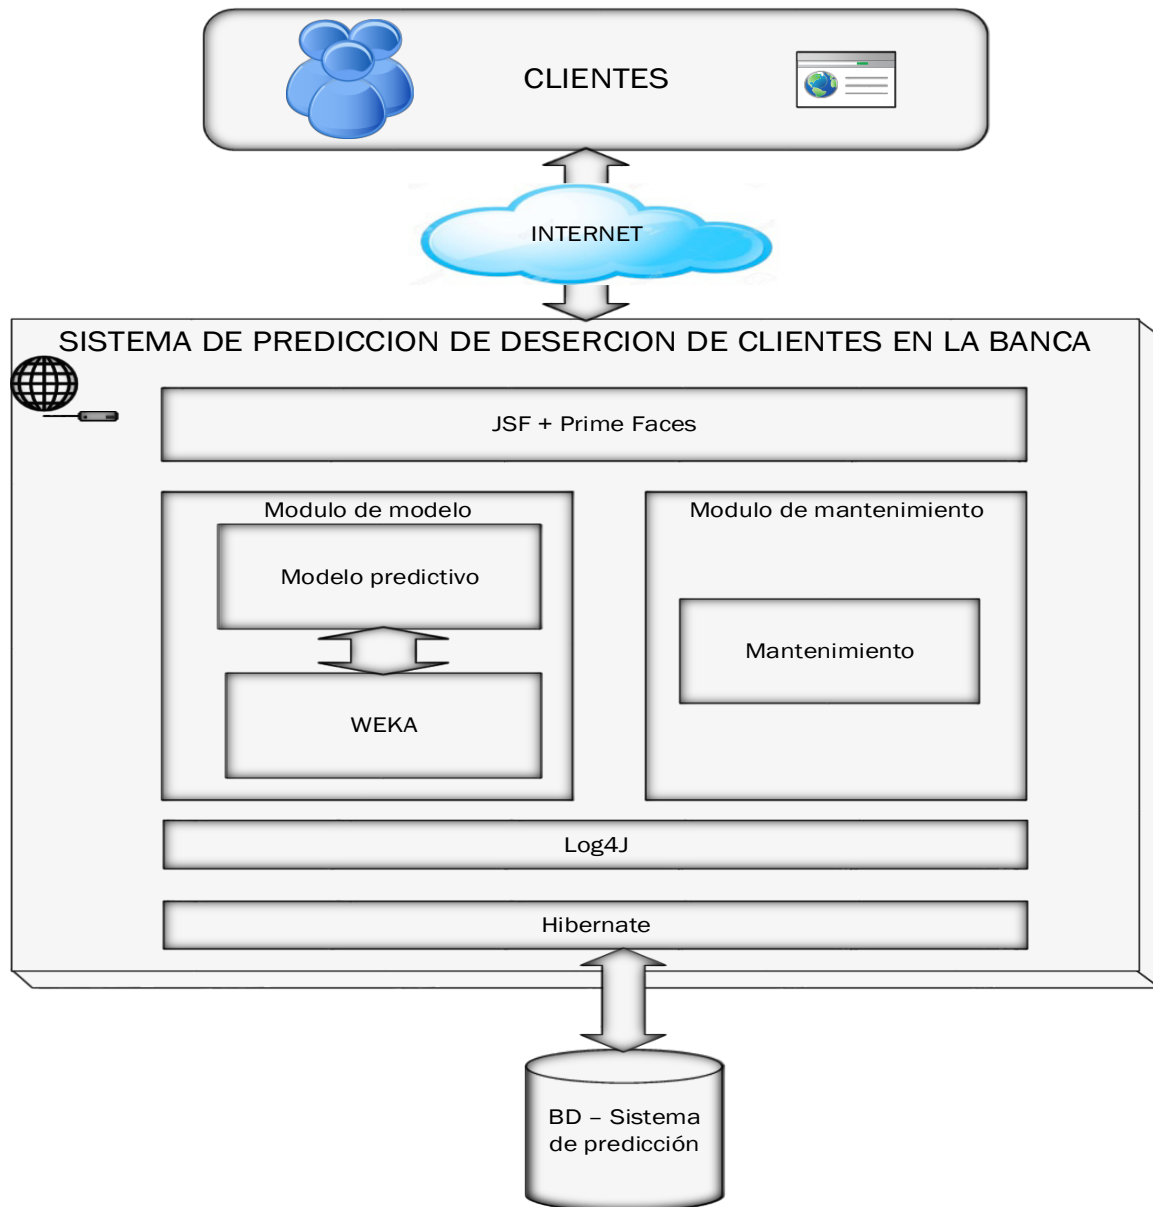 CLIENTES
INTERNET
SISTEMA DE PREDICCION DE DESERCION DE CLIENTES EN LA BANCA
JSF + Prime Faces
Modulo de modelo
Modelo predictivo
WEKA
Modulo de mantenimiento
Mantenimiento
Log4J
Hibernate
BD – Sistema
de predicción